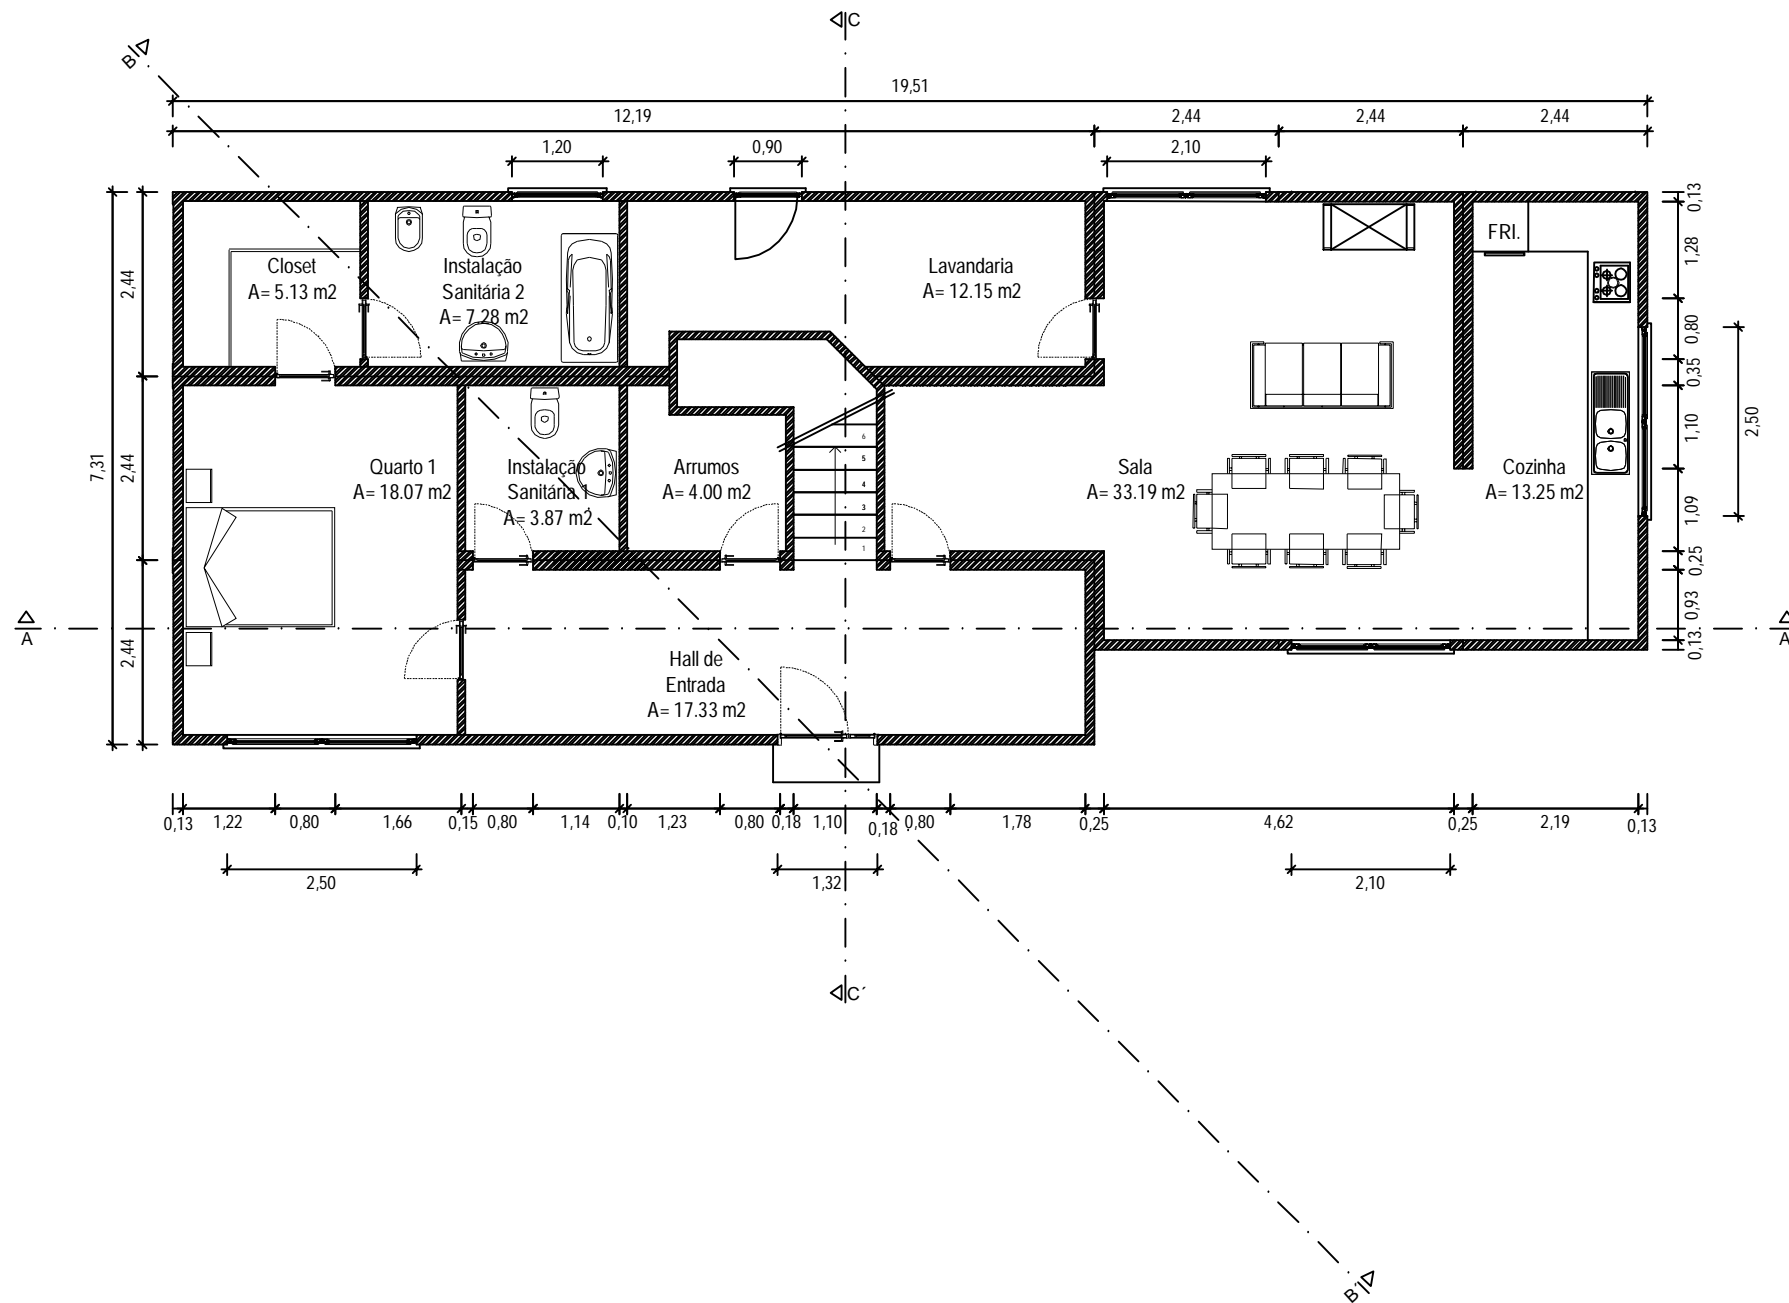 C
B
19,51
12,19
2,44
2,44
2,44
1,20
0,90
2,10
Closet
A= 5.13 m2
Instalação
Sanitária 2
A= 7.28 m2
Lavandaria
A= 12.15 m2
FRI.
Quarto 1
A= 18.07 m2
Instalação
Sanitária 1
A= 3.87 m2
Arrumos
A= 4.00 m2
6
5
4
3
2
1
Sala
A= 33.19 m2
Cozinha
A= 13.25 m2
Hall de
Entrada
A= 17.33 m2
7,31
2,44
2,44
2,44
0,13
1,28
0,80
0,35
1,10
1,09
0,25
0,93
0,13
2,50
A
A
0,13
1,22
0,80
1,66
0,15
0,80
1,14
0,10
1,23
0,80
0,18
1,10
0,18
0,80
1,78
0,25
4,62
0,25
2,19
0,13
2,50
1,32
2,10
C´
B´